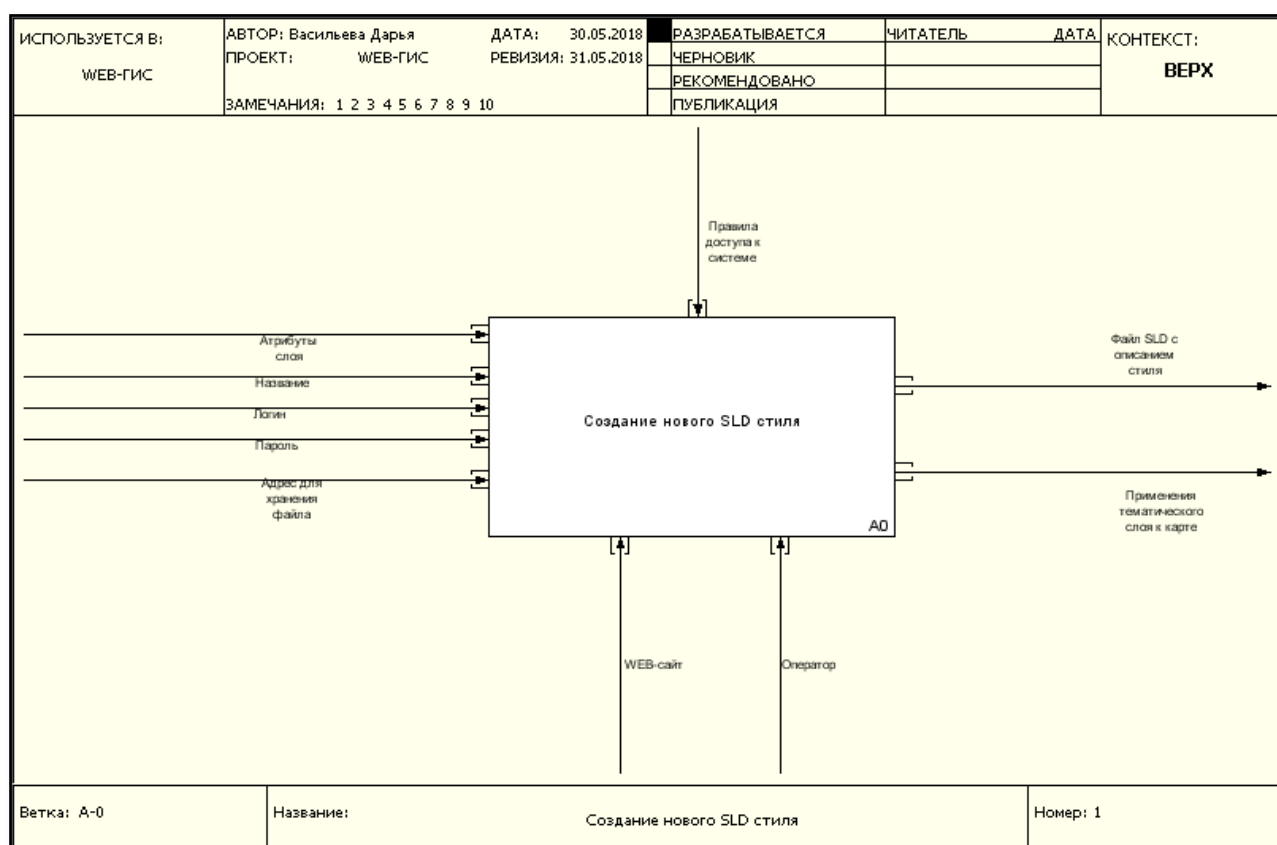 ИСПОЛЬЗУЕТСЯ В:
WEB-ГИС
АВТОР: Васильева Дарья
ДАТА: 30.05.2018
ПРОЕКТ: WEB-ГИС
РЕВИЗИЯ: 31.05.2018
ЗАМЕЧАНИЯ: 1 2 3 4 5 6 7 8 9 10
РАЗРАБАТЫВАЕТСЯ
ЧЕРНОВИК
РЕКОМЕНДОВАНО
ПУБЛИКАЦИЯ
ЧИТАТЕЛЬ
ДАТА
КОНТЕКСТ:
ВЕРХ
Правила
доступа к
системе
Атрибуты
слоя
Название
Логин
Пароль
Адрес для
хранения
файла
Создание нового SLD стиля
A0
Файл SLD с
описанием
стиля
Применения
тематического
слоя к карте
WEB-сайт
Оператор
Ветка: A-0
Название:
Создание нового SLD стиля
Номер: 1